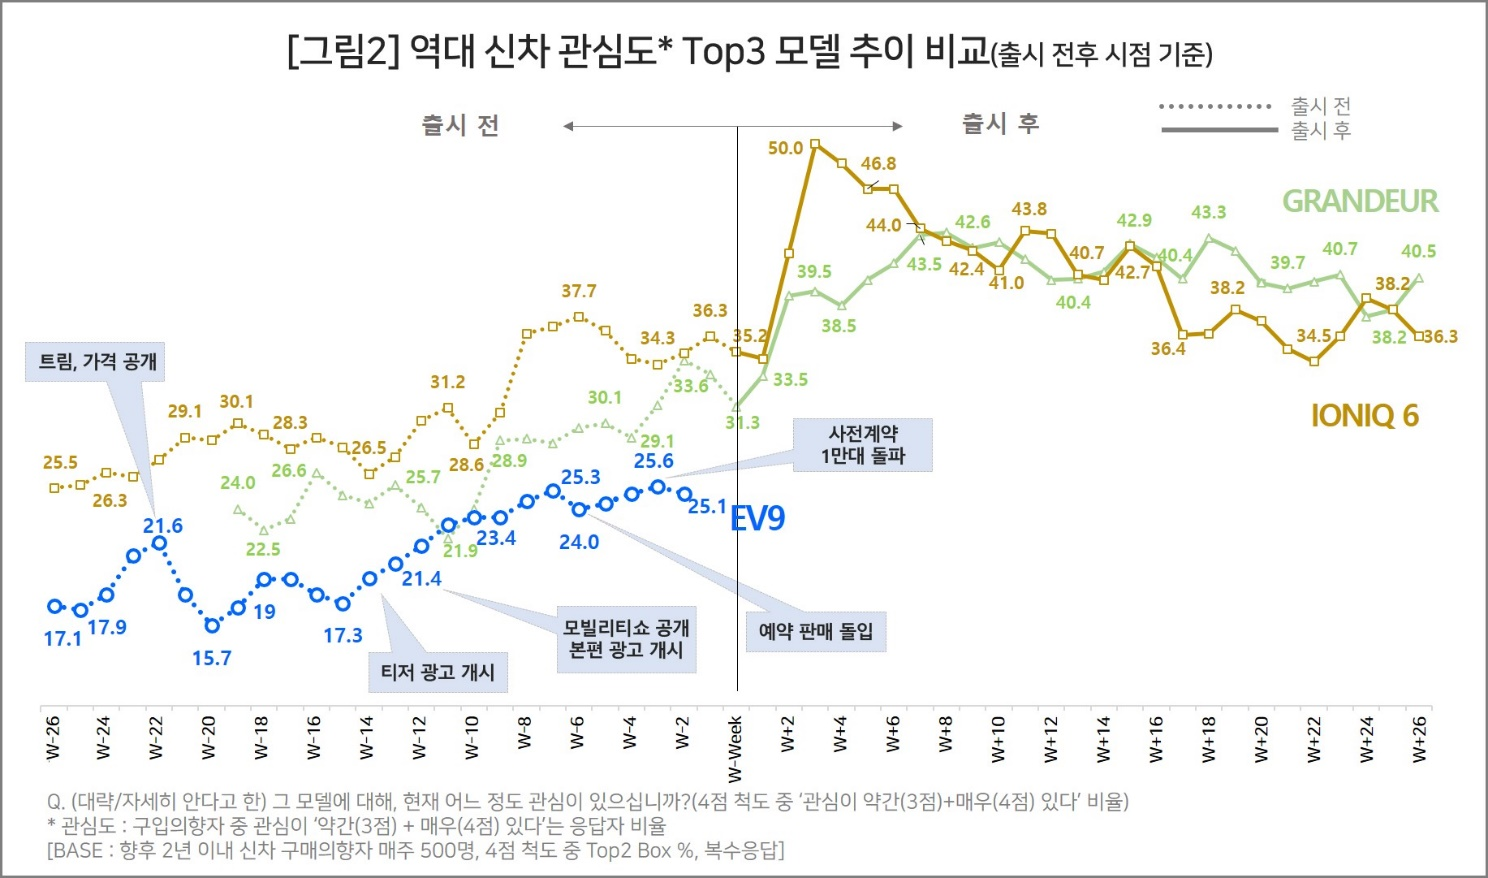 [그림2] 역대 신차 관심도* Top3 모델 추이 비교(출시 전후 시점 기준)
출시 전
출시 후
출시 전
출시 후
GRANDEUR
IONIQ 6
EV9
트림, 가격 공개
사전계약
1만대 돌파
예약 판매 돌입
모빌리티쇼 공개
본편 광고 개시
티저 광고 개시
25.5
26.3
29.1
30.1
28.3
26.5
31.2
28.6
37.7
34.3
36.3
35.2
50.0
46.8
44.0
42.4
41.0
43.8
40.7
42.7
36.4
38.2
34.5
38.2
36.3
24.0
22.5
26.6
25.7
21.9
28.9
30.1
29.1
33.6
31.3
33.5
39.5
38.5
43.5
42.6
40.4
42.9
40.4
43.3
39.7
40.7
38.2
40.5
17.1
17.9
21.6
15.7
19
17.3
21.4
23.4
25.3
24.0
25.6
25.1
W-26
W-24
W-22
W-20
W-18
W-16
W-14
W-12
W-10
W-8
W-6
W-4
W-2
W-Week
W+2
W+4
W+6
W+8
W+10
W+12
W+14
W+16
W+18
W+20
W+22
W+24
W+26
Q. (대략/자세히 안다고 한) 그 모델에 대해, 현재 어느 정도 관심이 있으십니까?(4점 척도 중 ‘관심이 약간(3점)+매우(4점) 있다’ 비율)
* 관심도 : 구입의향자 중 관심이 ‘약간(3점) + 매우(4점) 있다’는 응답자 비율
[BASE : 향후 2년 이내 신차 구매의향자 매주 500명, 4점 척도 중 Top2 Box %, 복수응답]